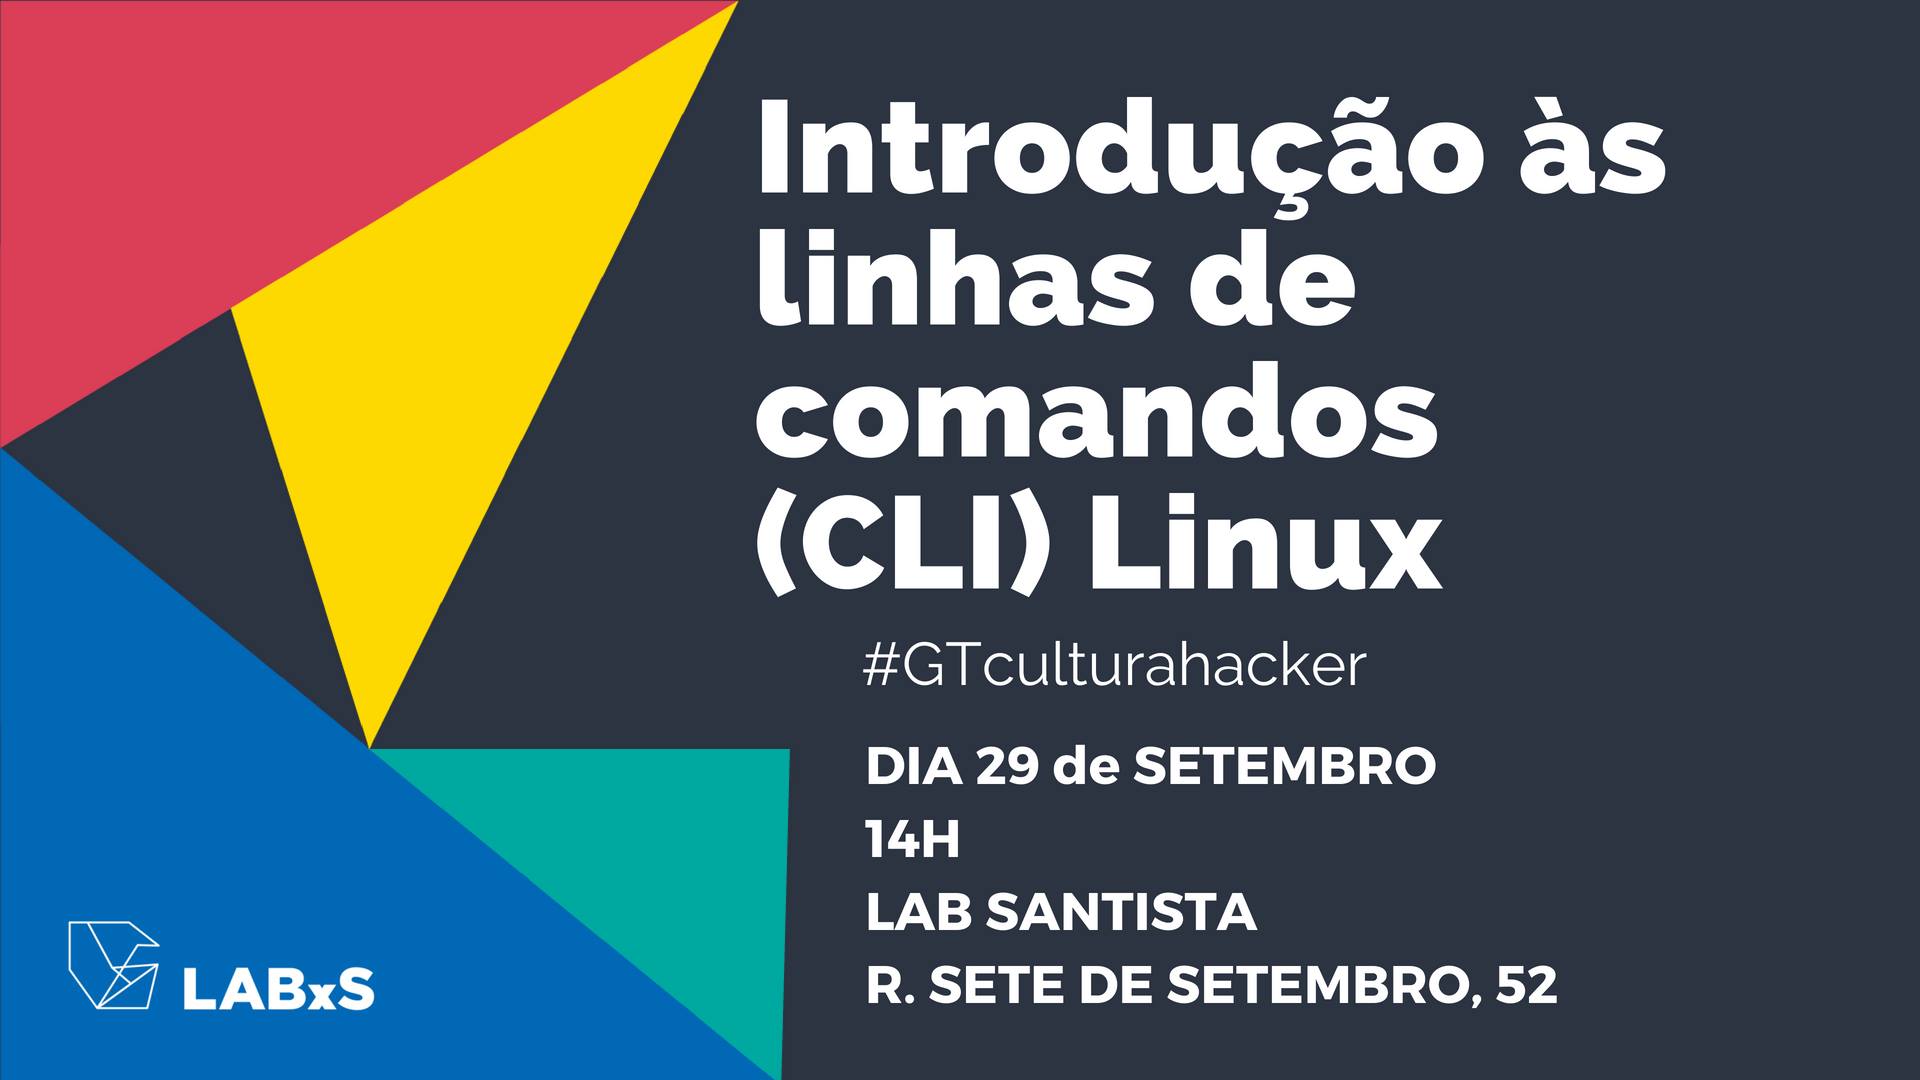 Introdução às
linhas de
comandos
(CLI) Linux
#GTculturahacker
DIA 29 de SETEMBRO
14H
LAB SANTISTA
R. SETE DE SETEMBRO, 52
LABxS